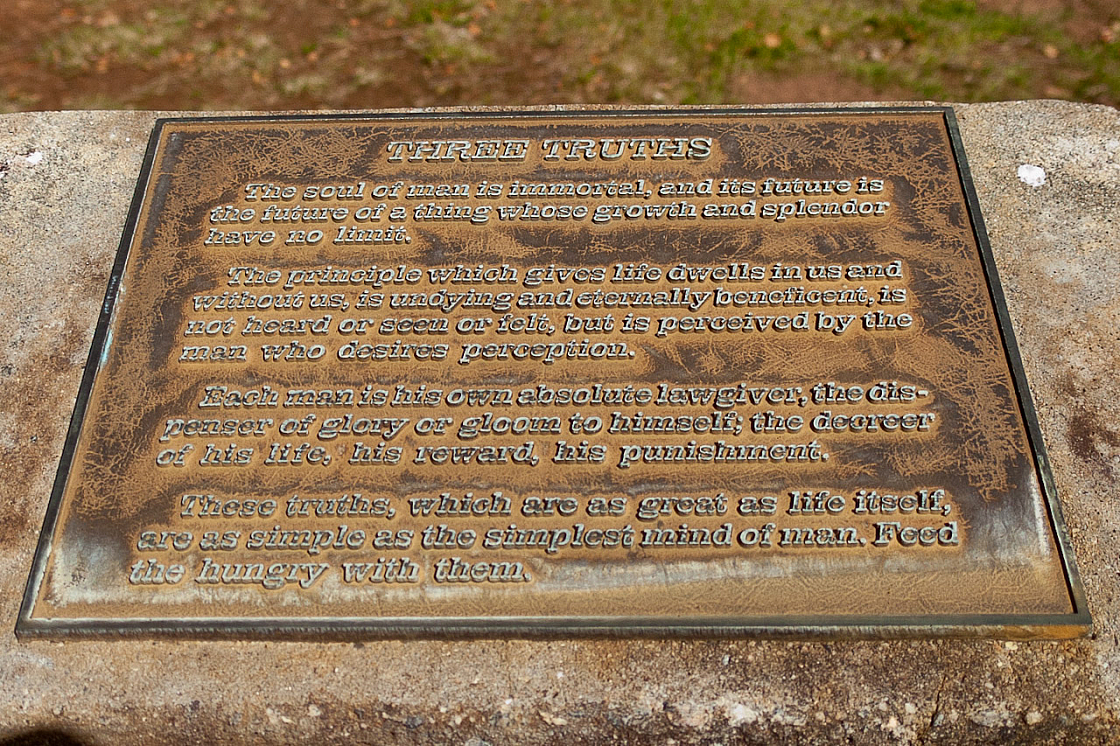 THREE TRUTHS
The soul of man is immortal, and its future is
the future of a thing whose growth and splendor
have no limit.
The principle which gives life dwells in us and
without us, is undying and eternally beneficent, is
not heard or seen or felt, but is perceived by the
man who desires perception.
Each man is his own absolute lawgiver, the dis-
penser of glory or gloom to himself; the decreer
of his life, his reward, his punishment.
These truths, which are as great as life itself,
are as simple as the simplest mind of man. Feed
the hungry with them.